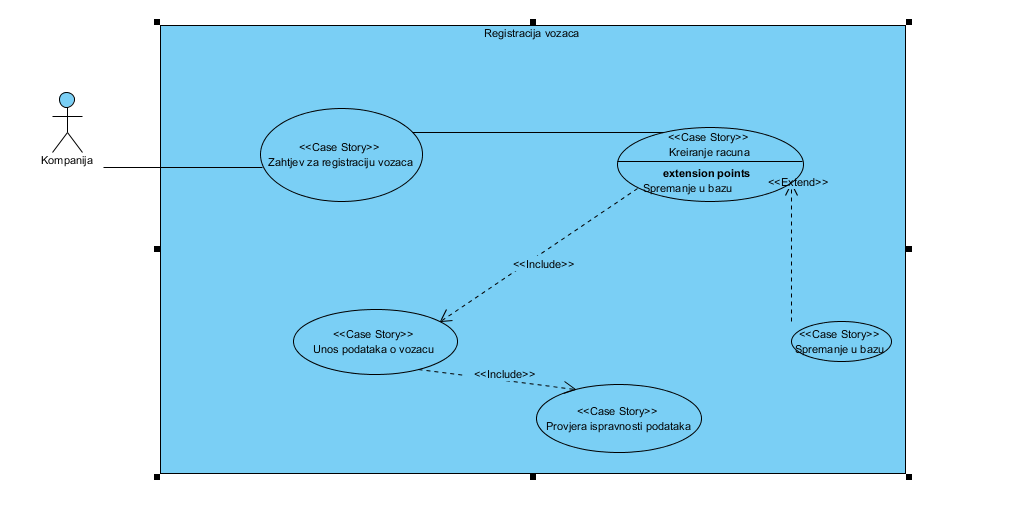 Registracija vozaca
Kompanija
<<Case Story>>
Zahtjev za registraciju vozaca
<<Case Story>>
Kreiranje racuna
extension points
Spremanje u bazu
<<Extend>>
<<Include>>
<<Case Story>>
Unos podataka o vozacu
<<Case Story>>
Spremanje u bazu
<<Include>>
<<Case Story>>
Provjera ispravnosti podataka